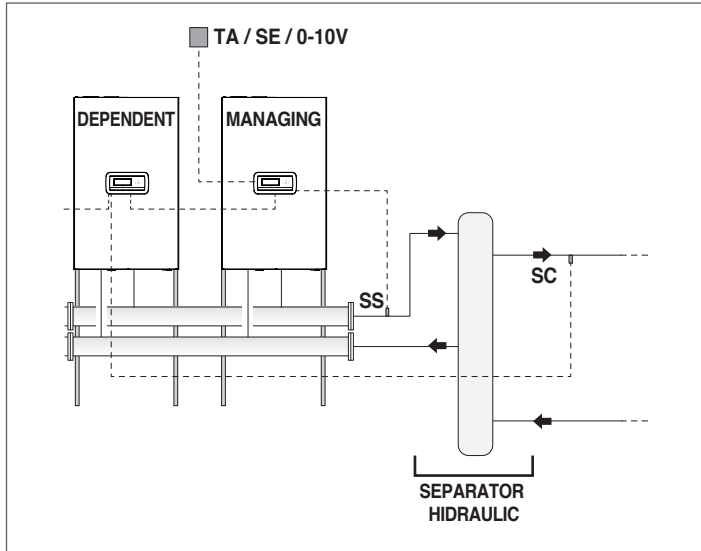 TA / SE / 0-10V
DEPENDENT
MANAGING
SS
SC
SEPARATOR
HIDRAULIC